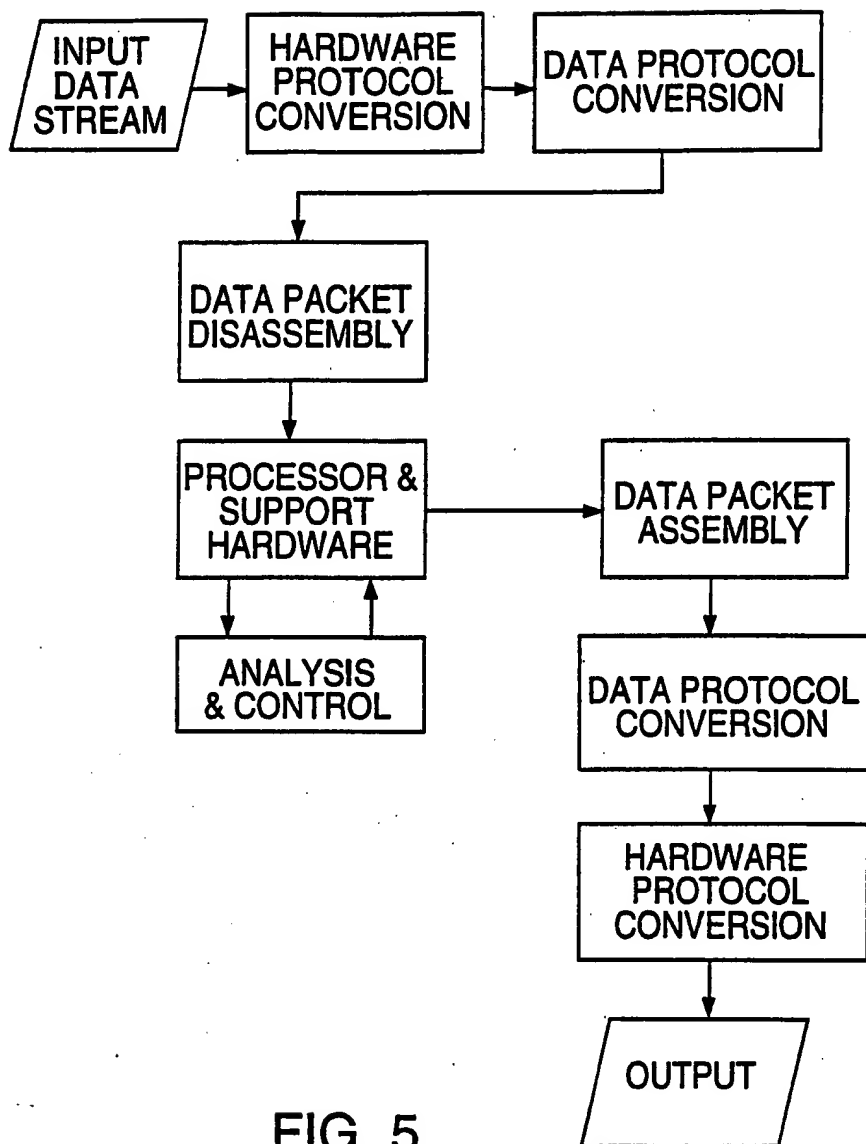 INPUT
DATA
STREAM
HARDWARE
PROTOCOL
CONVERSION
DATA PROTOCOL
CONVERSION
DATA PACKET
DISASSEMBLY
PROCESSOR &
SUPPORT
HARDWARE
DATA PACKET
ASSEMBLY
ANALYSIS
& CONTROL
DATA PROTOCOL
CONVERSION
HARDWARE
PROTOCOL
CONVERSION
OUTPUT
FIG. 5